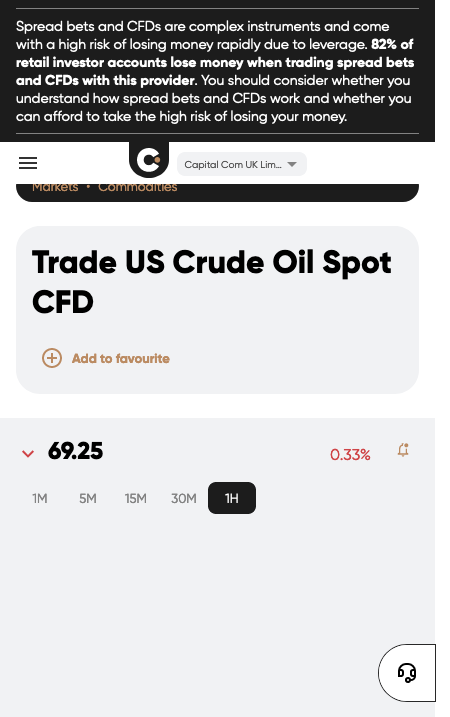 Spread bets and CFDs are complex instruments and come
with a high risk of losing money rapidly due to leverage. 82% of
retail investor accounts lose money when trading spread bets
and CFDs with this provider. You should consider whether you
understand how spread bets and CFDs work and whether you
can afford to take the high risk of losing your money.
Capital Com UK Lim...
Markets • Commodities
Trade US Crude Oil Spot
CFD
Add to favourite
69.25
0.33%
1M 5M 15M 30M 1H